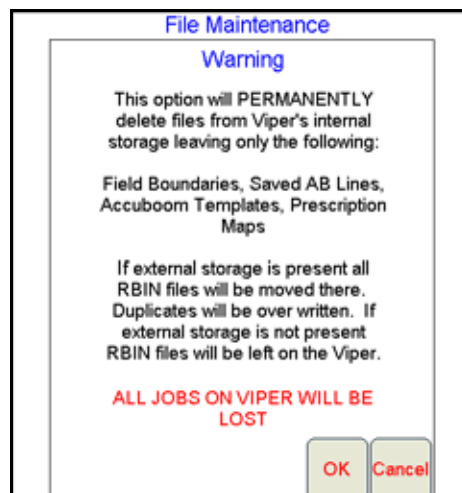 File Maintenance
Warning
This option will PERMANENTLY
delete files from Viper's internal
storage leaving only the following:
Field Boundaries, Saved AB Lines,
Accuboom Templates, Prescription
Maps
If external storage is present all
RBIN files will be moved there.
Duplicates will be over written. If
external storage is not present
RBIN files will be left on the Viper.
ALL JOBS ON VIPER WILL BE
LOST
OK Cancel